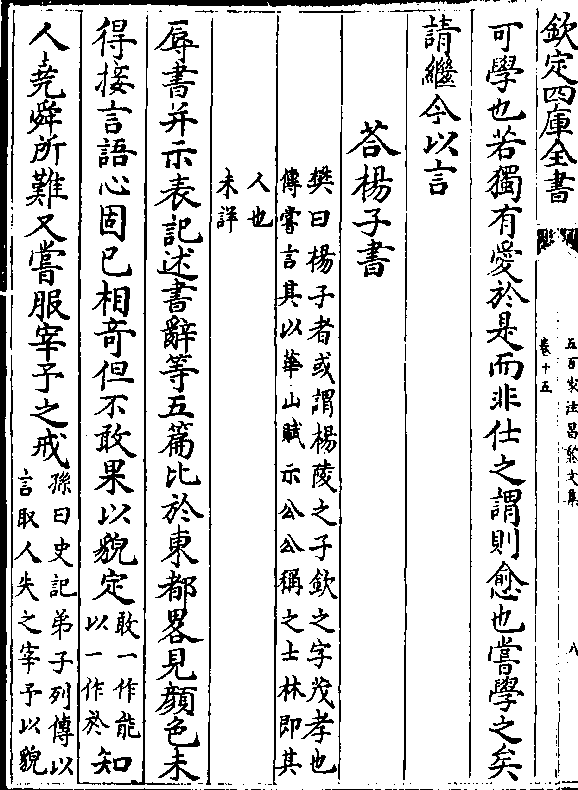 欽定四庫全書
五百家注昌黎文集
卷十五
八
可學也若獨有愛於是而非仕之謂則愈也嘗學之矣
請繼今以言
荅楊子書
樊曰楊子者或謂楊陵之子欽之字茂孝也
傳嘗言其以華山賦示公公稱之士林即其
人也
未詳
辱書并示表記述書辭等五篇比於東都畧見顏色未
得接言語心固已相竒但不敢果以貌定敢一作能以一作於知
人堯舜所難又嘗服宰予之戒孫曰史記弟子列傳以言取人失之宰予以貌